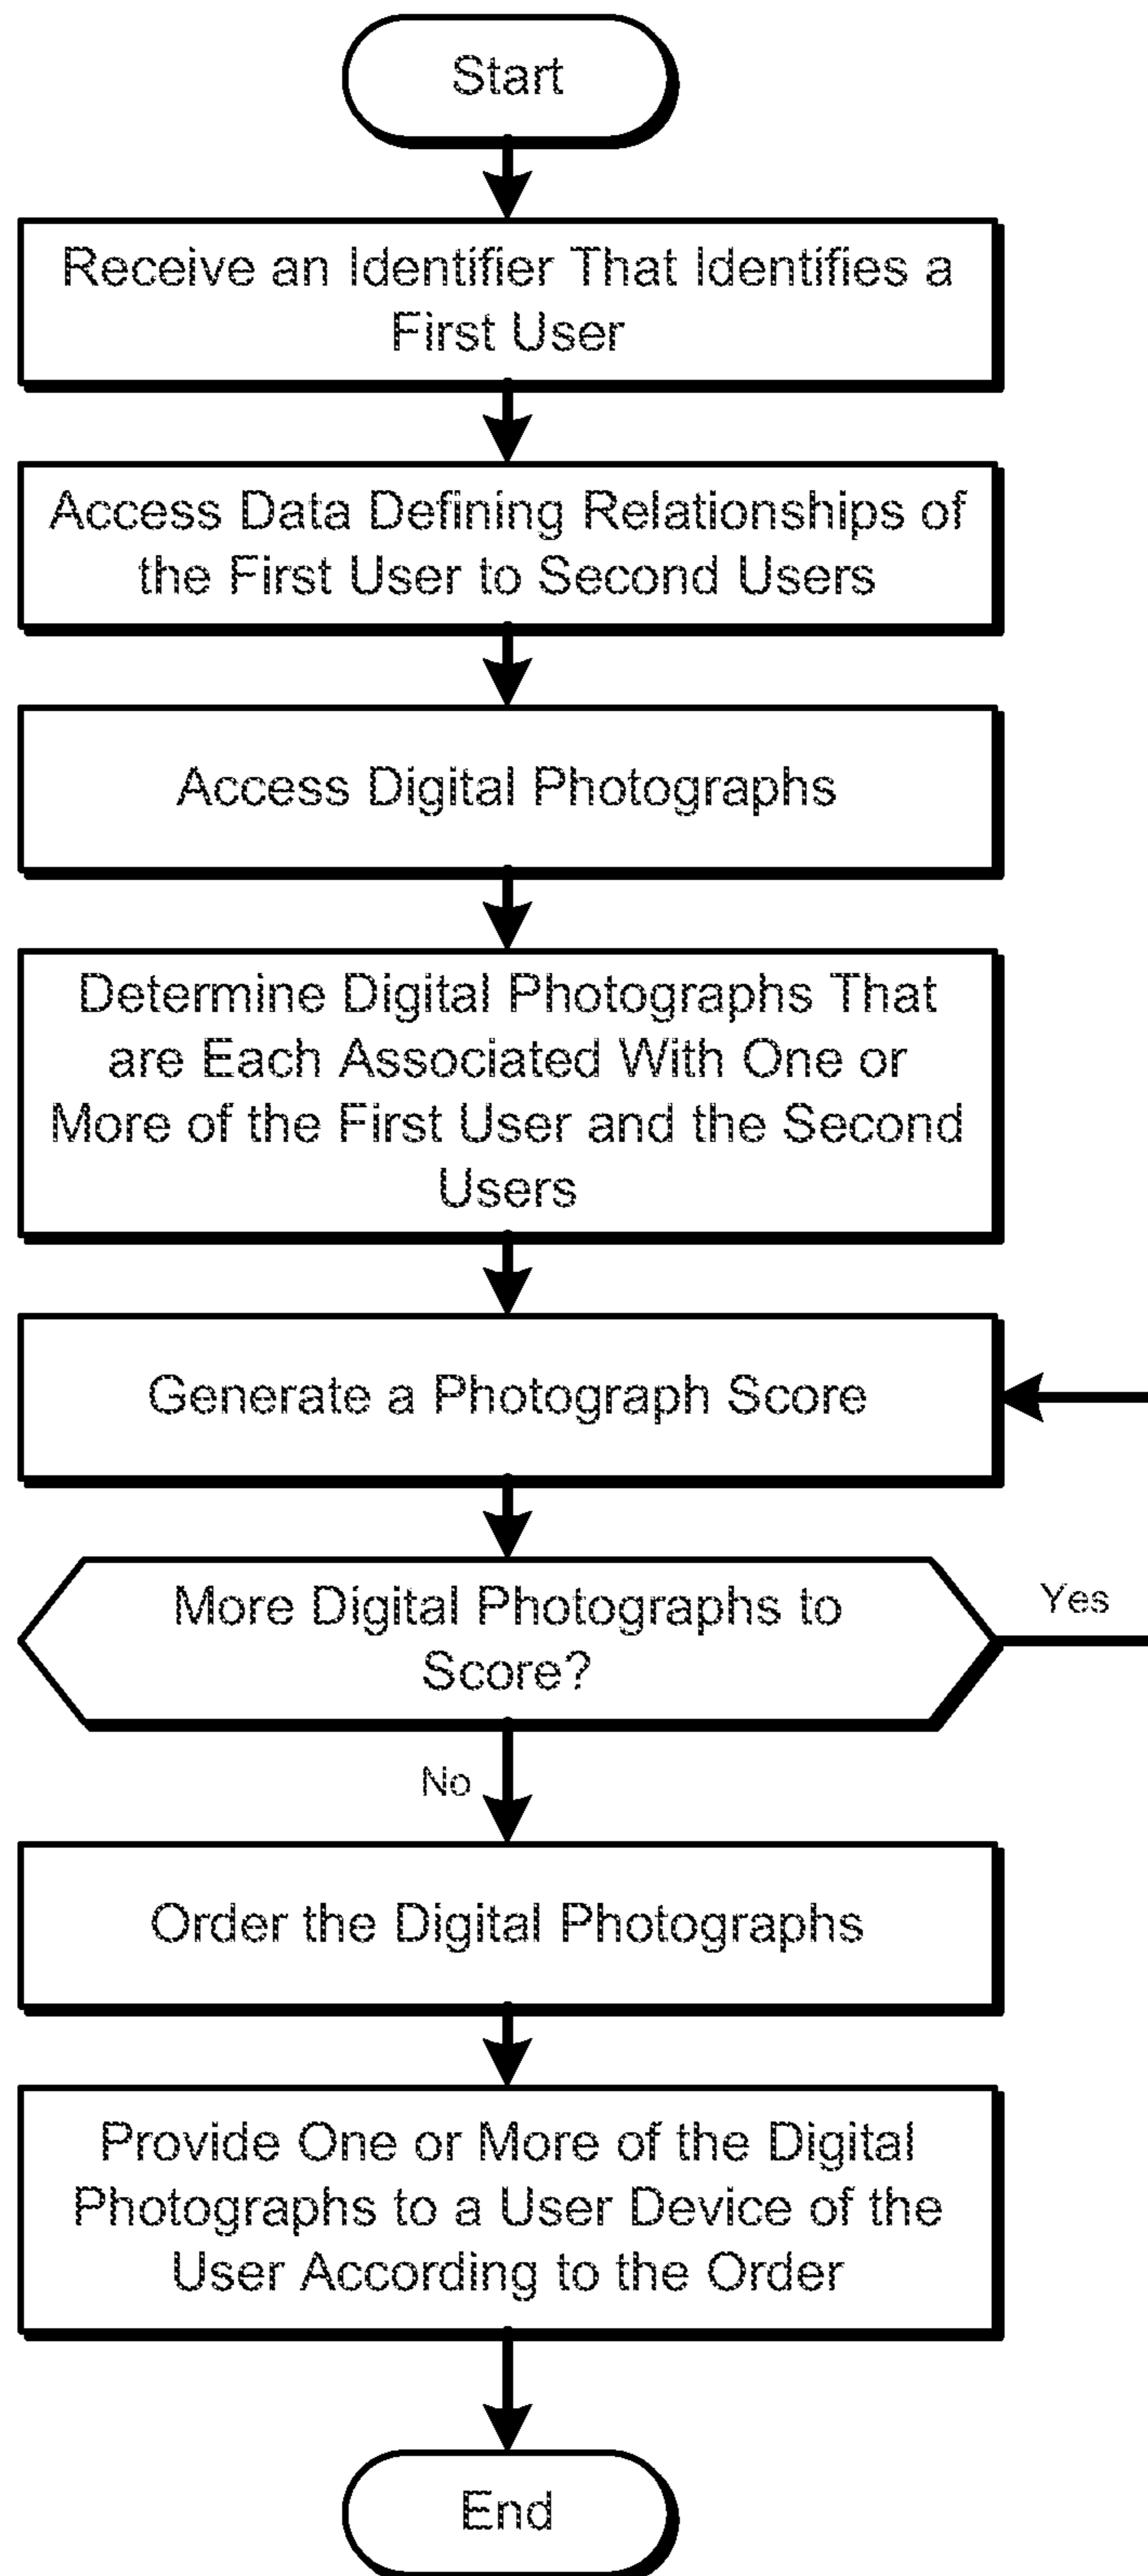 Start
Receive an Identifier That Identifies a
First User
Access Data Defining Relationships of
the First User to Second Users
Access Digital Photographs
Determine Digital Photographs That
are Each Associated With One or
More of the First User and the Second
Users
Generate a Photograph Score
More Digital Photographs to
Score?
Yes
No
Order the Digital Photographs
Provide One or More of the Digital
Photographs to a User Device of the
User According to the Order
End